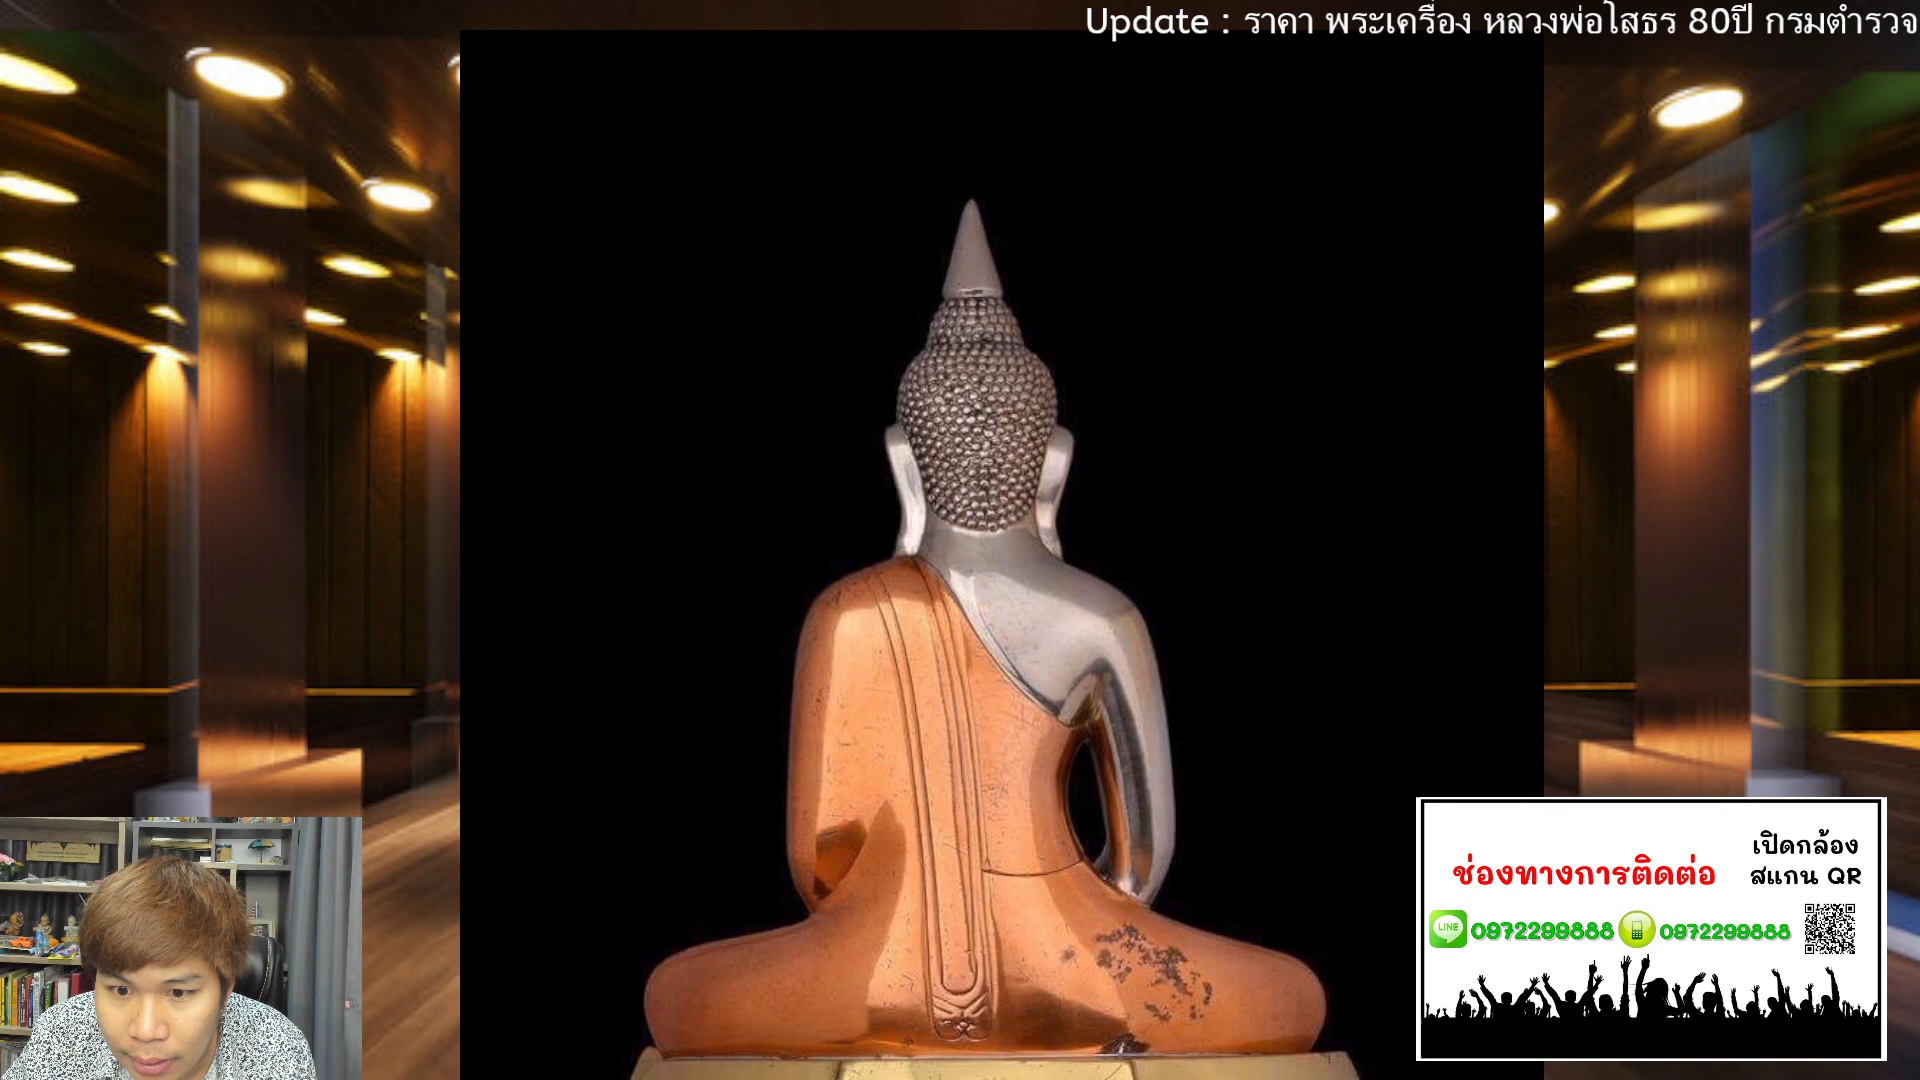 Update : ราคา พระเครื่อง หลวงพ่อโสธร 80ปี กรมตำรวจ
เปิดกล้อง
สแกน QR
ช่องทางการติดต่อ
LINE 0972299888 0972299888